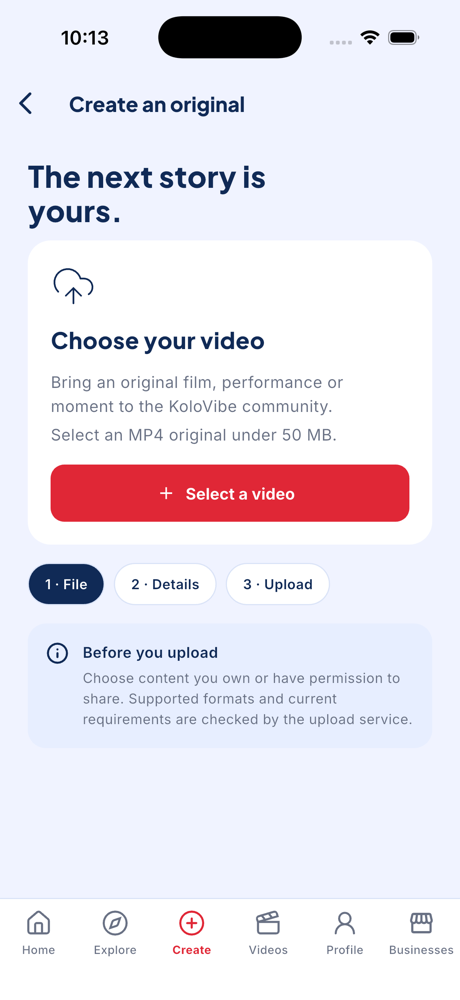 10:13
Create an original
The next story is
yours.
Choose your video
Bring an original film, performance or
moment to the KoloVibe community.
Select an MP4 original under 50 MB.
+ Select a video
1 · File
2 · Details
3 · Upload
Before you upload
Choose content you own or have permission to
share. Supported formats and current
requirements are checked by the upload service.
Home
Explore
Create
Videos
Profile
Businesses